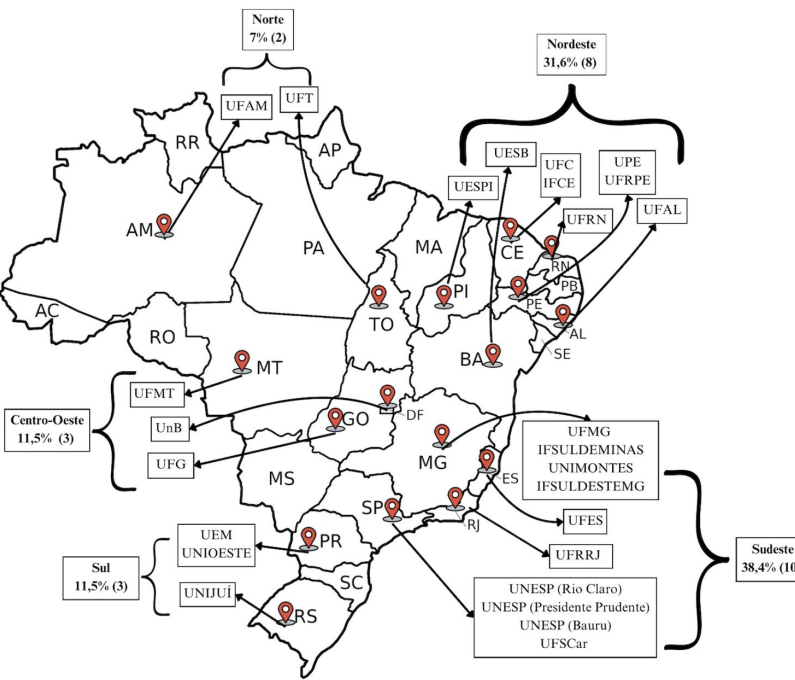 Norte
7% (2)
Nordeste
31,6% (8)
UFAM
UFT
UESB
UFC
IFCE
UPE
UFRPE
UESPI
UFRN
UFAL
RR
AP
AM
PA
MA
CE
RN
PB
PI
PE
AL
SE
AC
RO
TO
BA
MT
Centro-Oeste
11,5% (3)
UFMT
UnB
UFG
DF
GO
MS
MG
ES
SP
RJ
UFMG
IFSULDEMINAS
UNIMONTES
IFSULDESTEMG
UFES
UFRRJ
Sudeste
38,4% (10
Sul
11,5% (3)
UEM
UNIOESTE
UNIJUÍ
PR
SC
RS
UNESP (Rio Claro)
UNESP (Presidente Prudente)
UNESP (Bauru)
UFSCar